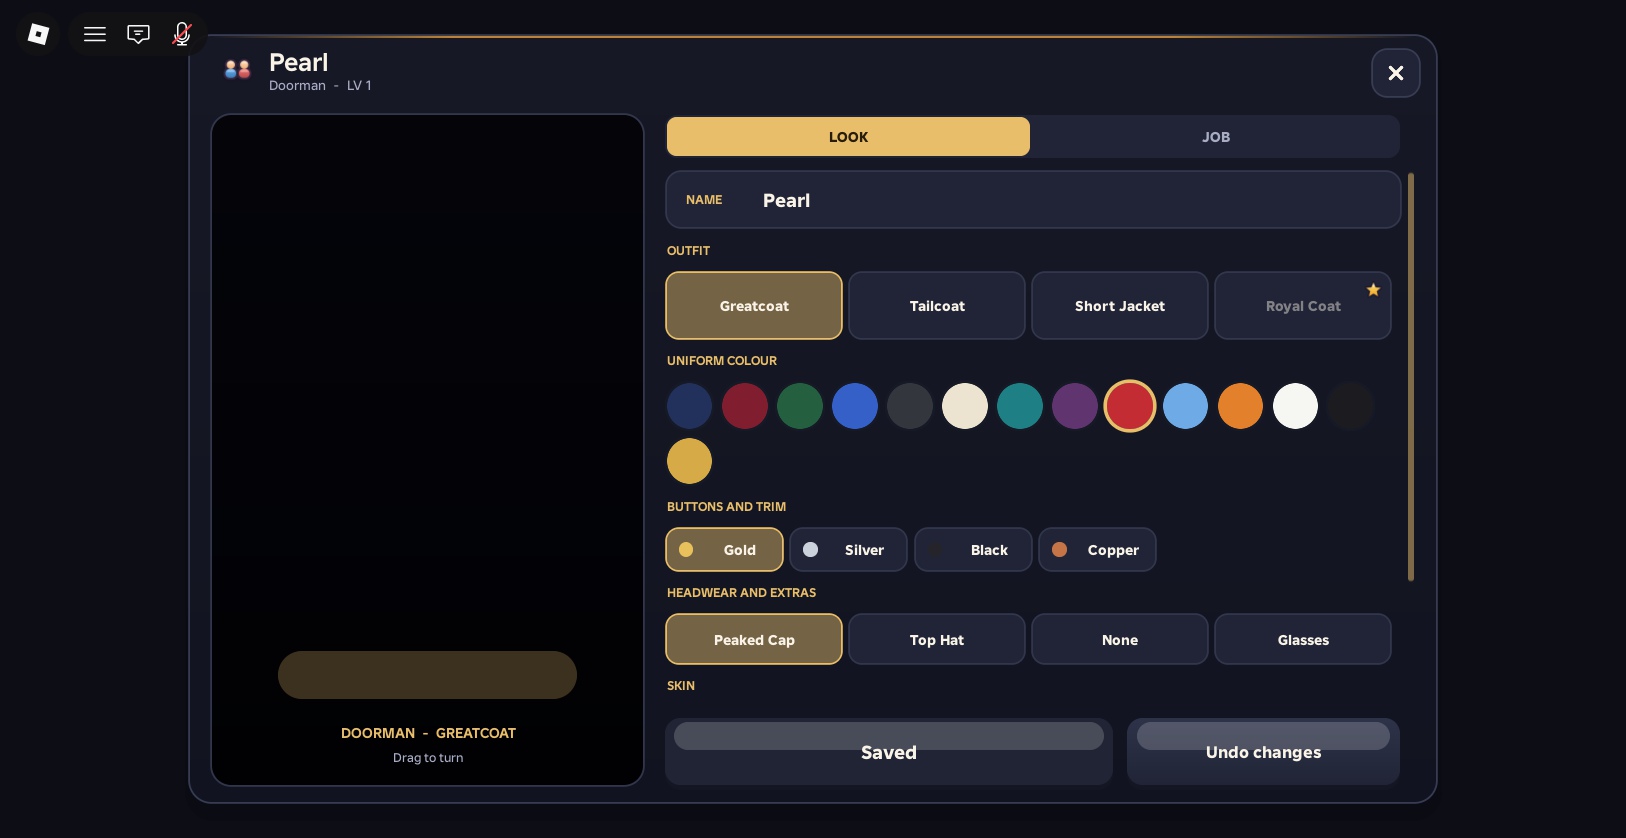 Pearl
Doorman - LV 1
LOOK
JOB
NAME
Pearl
OUTFIT
Greatcoat
Tailcoat
Short Jacket
Royal Coat
UNIFORM COLOUR
BUTTONS AND TRIM
Gold
Silver
Black
Copper
HEADWEAR AND EXTRAS
Peaked Cap
Top Hat
None
Glasses
SKIN
DOORMAN - GREATCOAT
Drag to turn
Saved
Undo changes